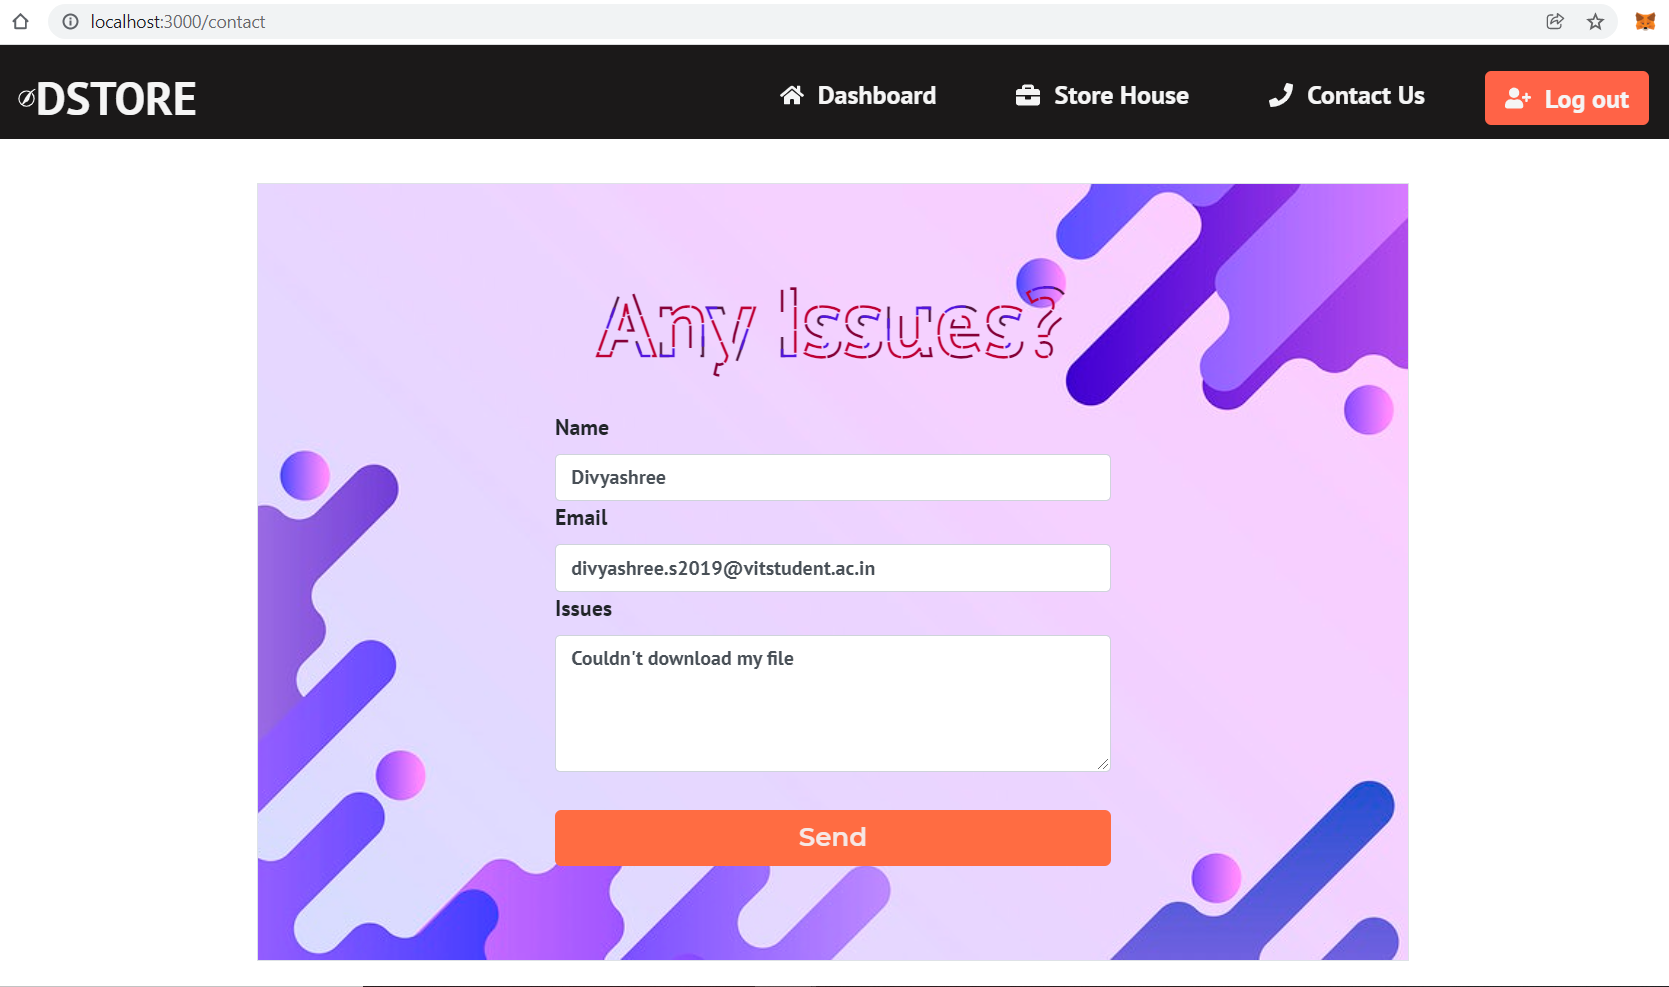 localhost:3000/contact
DSTORE
Dashboard
Store House
Contact Us
Log out
Any Issues?
Name
Divyashree
Email
divyashree.s2019@vitstudent.ac.in
Issues
Couldn't download my file
Send